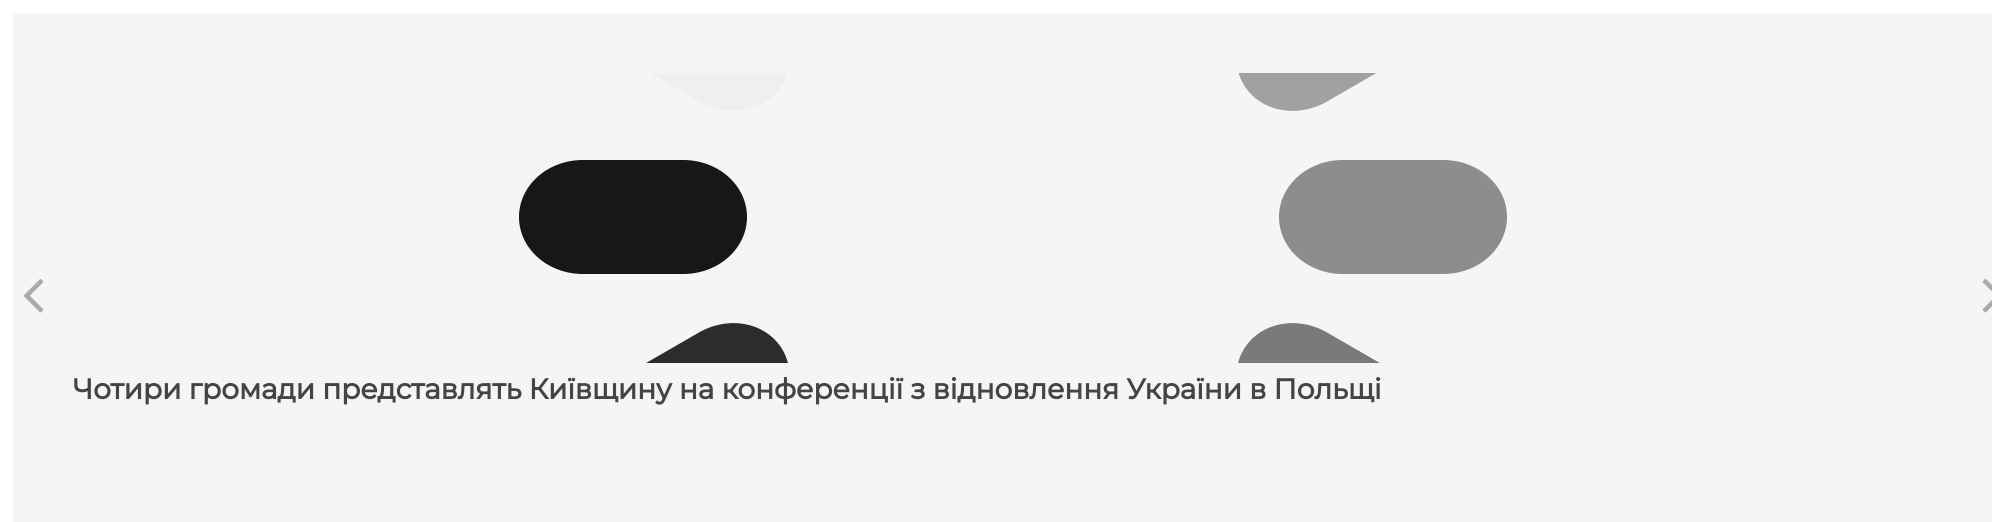 Чотири громади представлять Київщину на конференції з відновлення України в Польщі